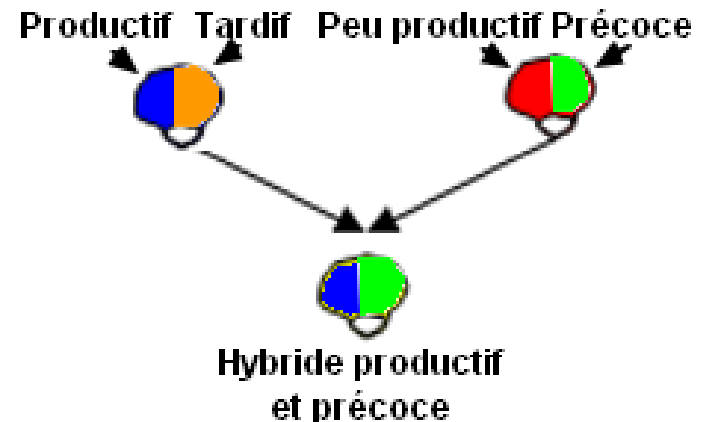 Productif Tardif Peu productif Précoce
Hybride productif
et précoce